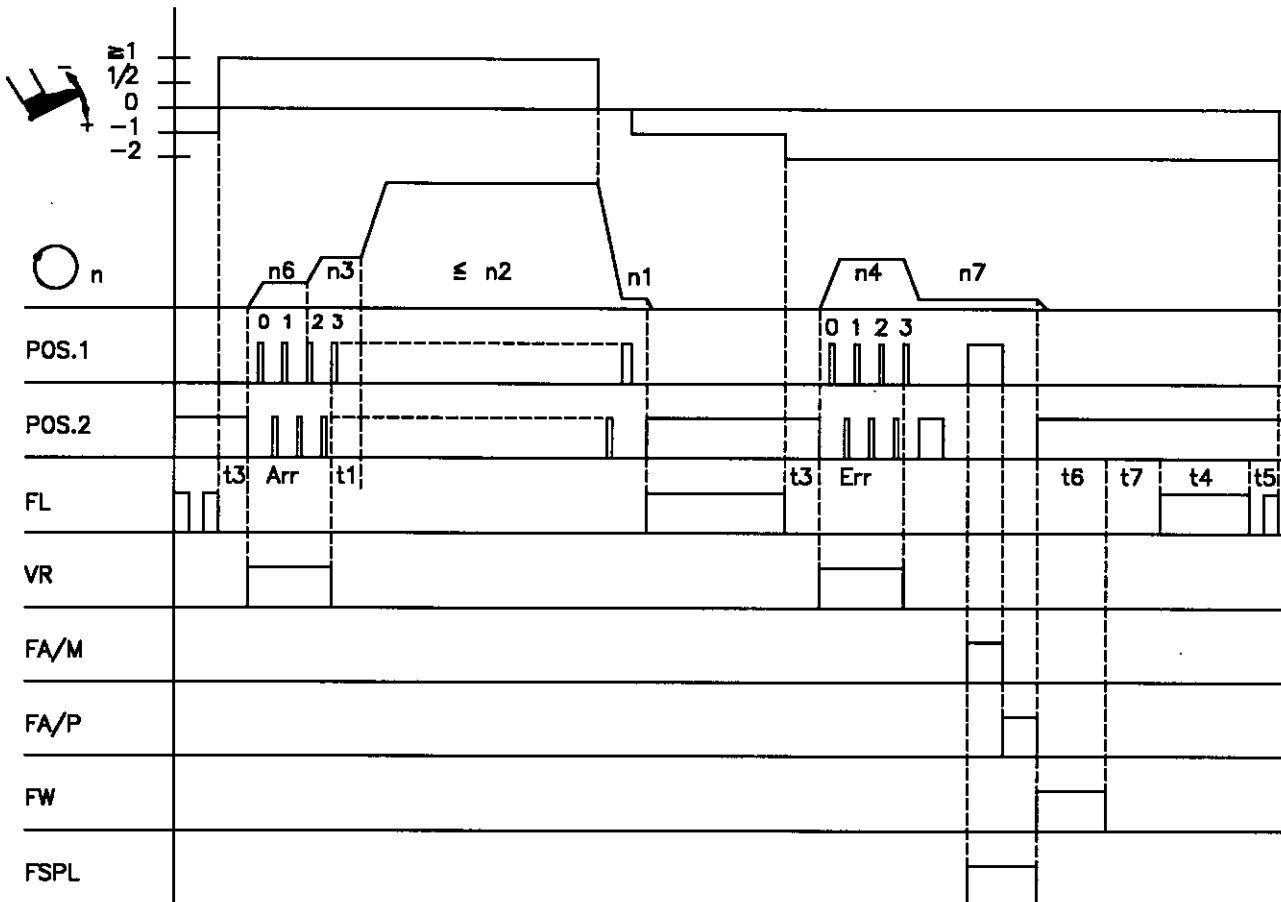 ≧1
1/2
0
-1
-2
-
+
n
n6
n3
≦ n2
n1
n4
n7
0 1 2 3
0 1 2 3
POS.1
POS.2
t3 Arr t1
t3 Err
t6 t7 t4 t5
FL
VR
FA/M
FA/P
FW
FSPL